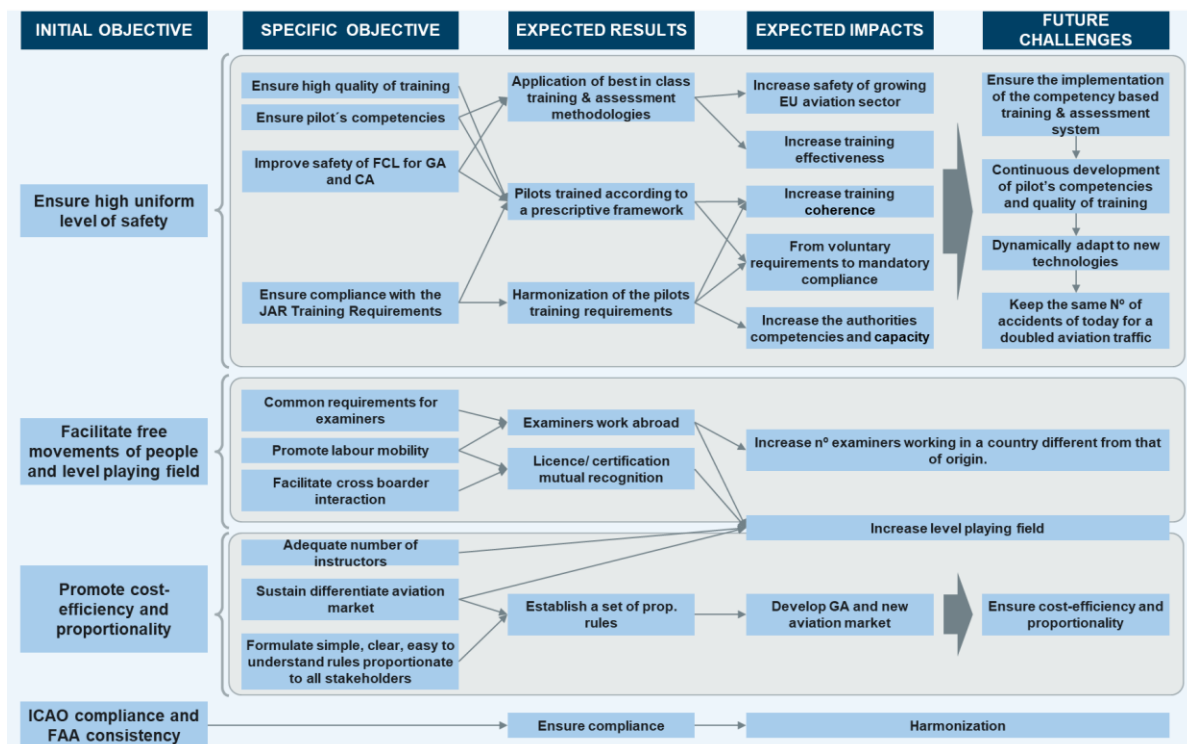 INITIAL OBJECTIVE
SPECIFIC OBJECTIVE
EXPECTED RESULTS
EXPECTED IMPACTS
FUTURE
CHALLENGES
Ensure high uniform
level of safety
Ensure high quality of training
Ensure pilot´s competencies
Improve safety of FCL for GA
and CA
Ensure compliance with the
JAR Training Requirements
Application of best in class
training & assessment
methodologies
Pilots trained according to
a prescriptive framework
Harmonization of the pilots
training requirements
Increase safety of growing
EU aviation sector
Increase training
effectiveness
Increase training
coherence
From voluntary
requirements to mandatory
compliance
Increase the authorities
competencies and capacity
Ensure the implementation
of the competency based
training & assessment
system
Continuous development
of pilot's competencies
and quality of training
Dynamically adapt to new
technologies
Keep the same Nº of
accidents of today for a
doubled aviation traffic
Facilitate free
movements of people
and level playing field
Common requirements for
examiners
Promote labour mobility
Facilitate cross boarder
interaction
Examiners work abroad
Licence/ certification
mutual recognition
Increase nº examiners working in a country different from that
of origin.
Increase level playing field
Promote cost-
efficiency and
proportionality
Adequate number of
instructors
Sustain differentiate aviation
market
Formulate simple, clear, easy to
understand rules proportionate
to all stakeholders
Establish a set of prop.
rules
Develop GA and new
aviation market
Ensure cost-efficiency and
proportionality
ICAO compliance and
FAA consistency
Ensure compliance
Harmonization